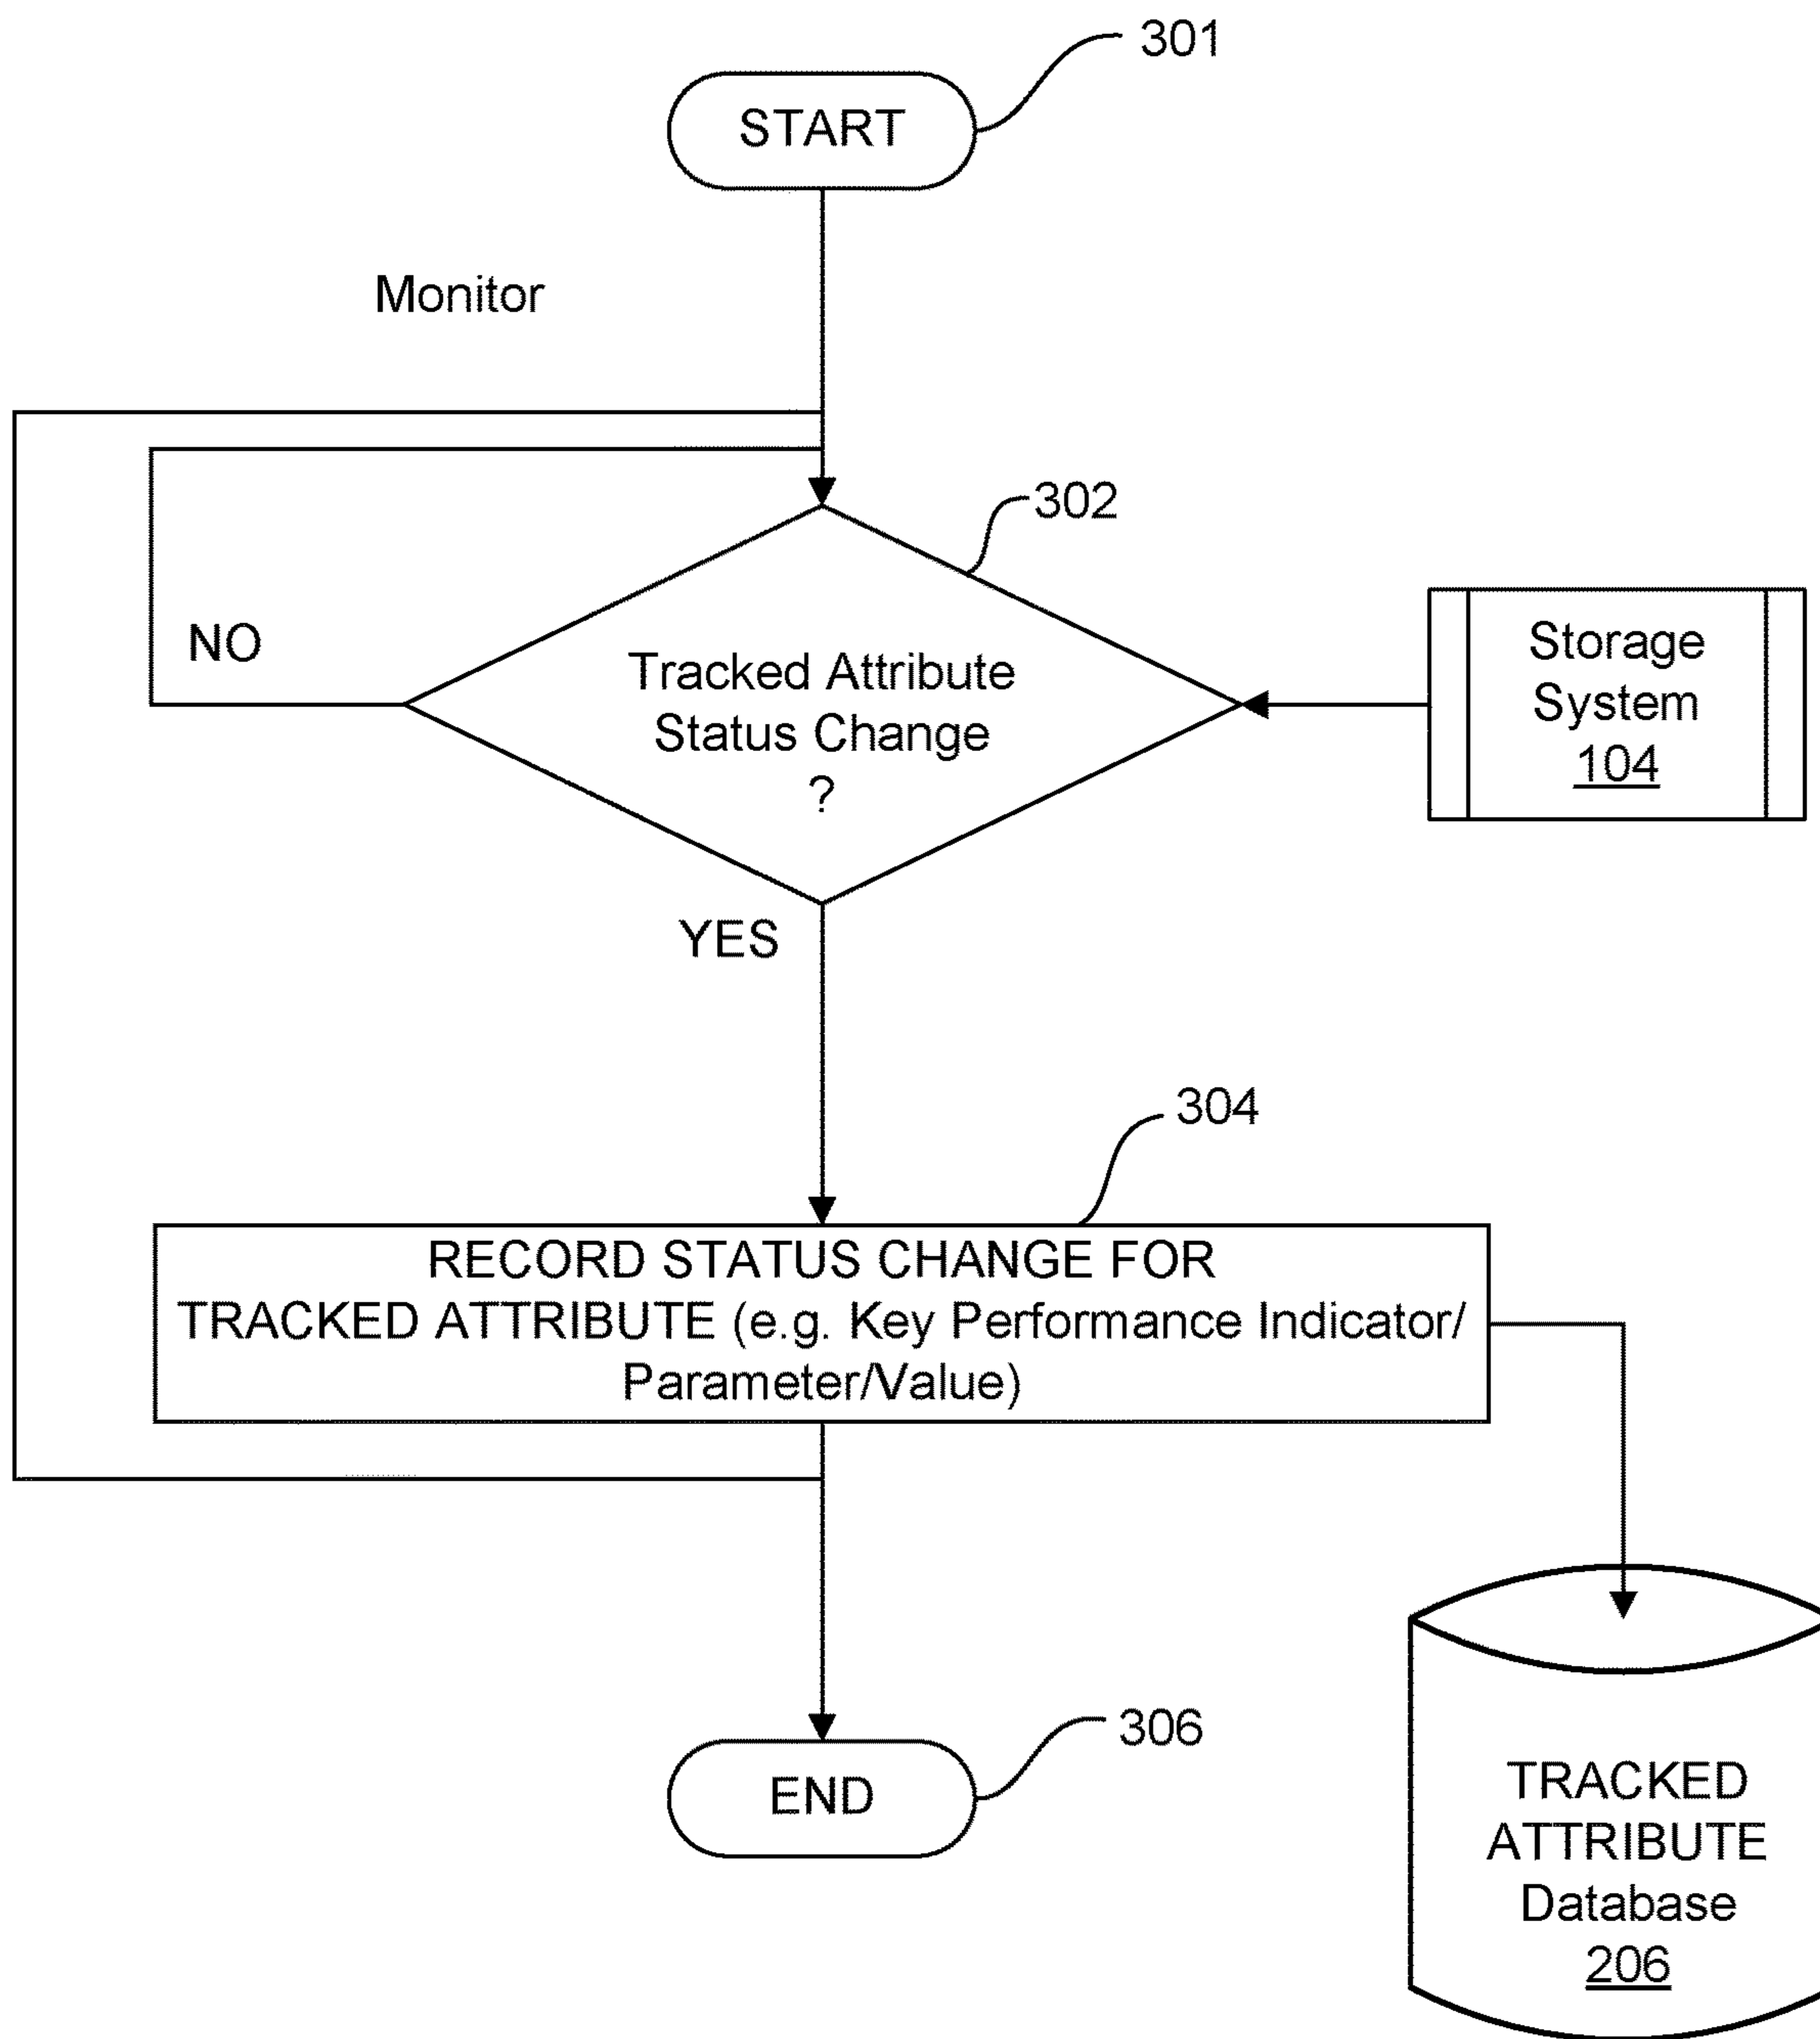 301
START
Monitor
302
NO
Tracked Attribute
Status Change
?
Storage
System
104
YES
304
RECORD STATUS CHANGE FOR
TRACKED ATTRIBUTE (e.g. Key Performance Indicator/
Parameter/Value)
306
END
TRACKED
ATTRIBUTE
Database
206